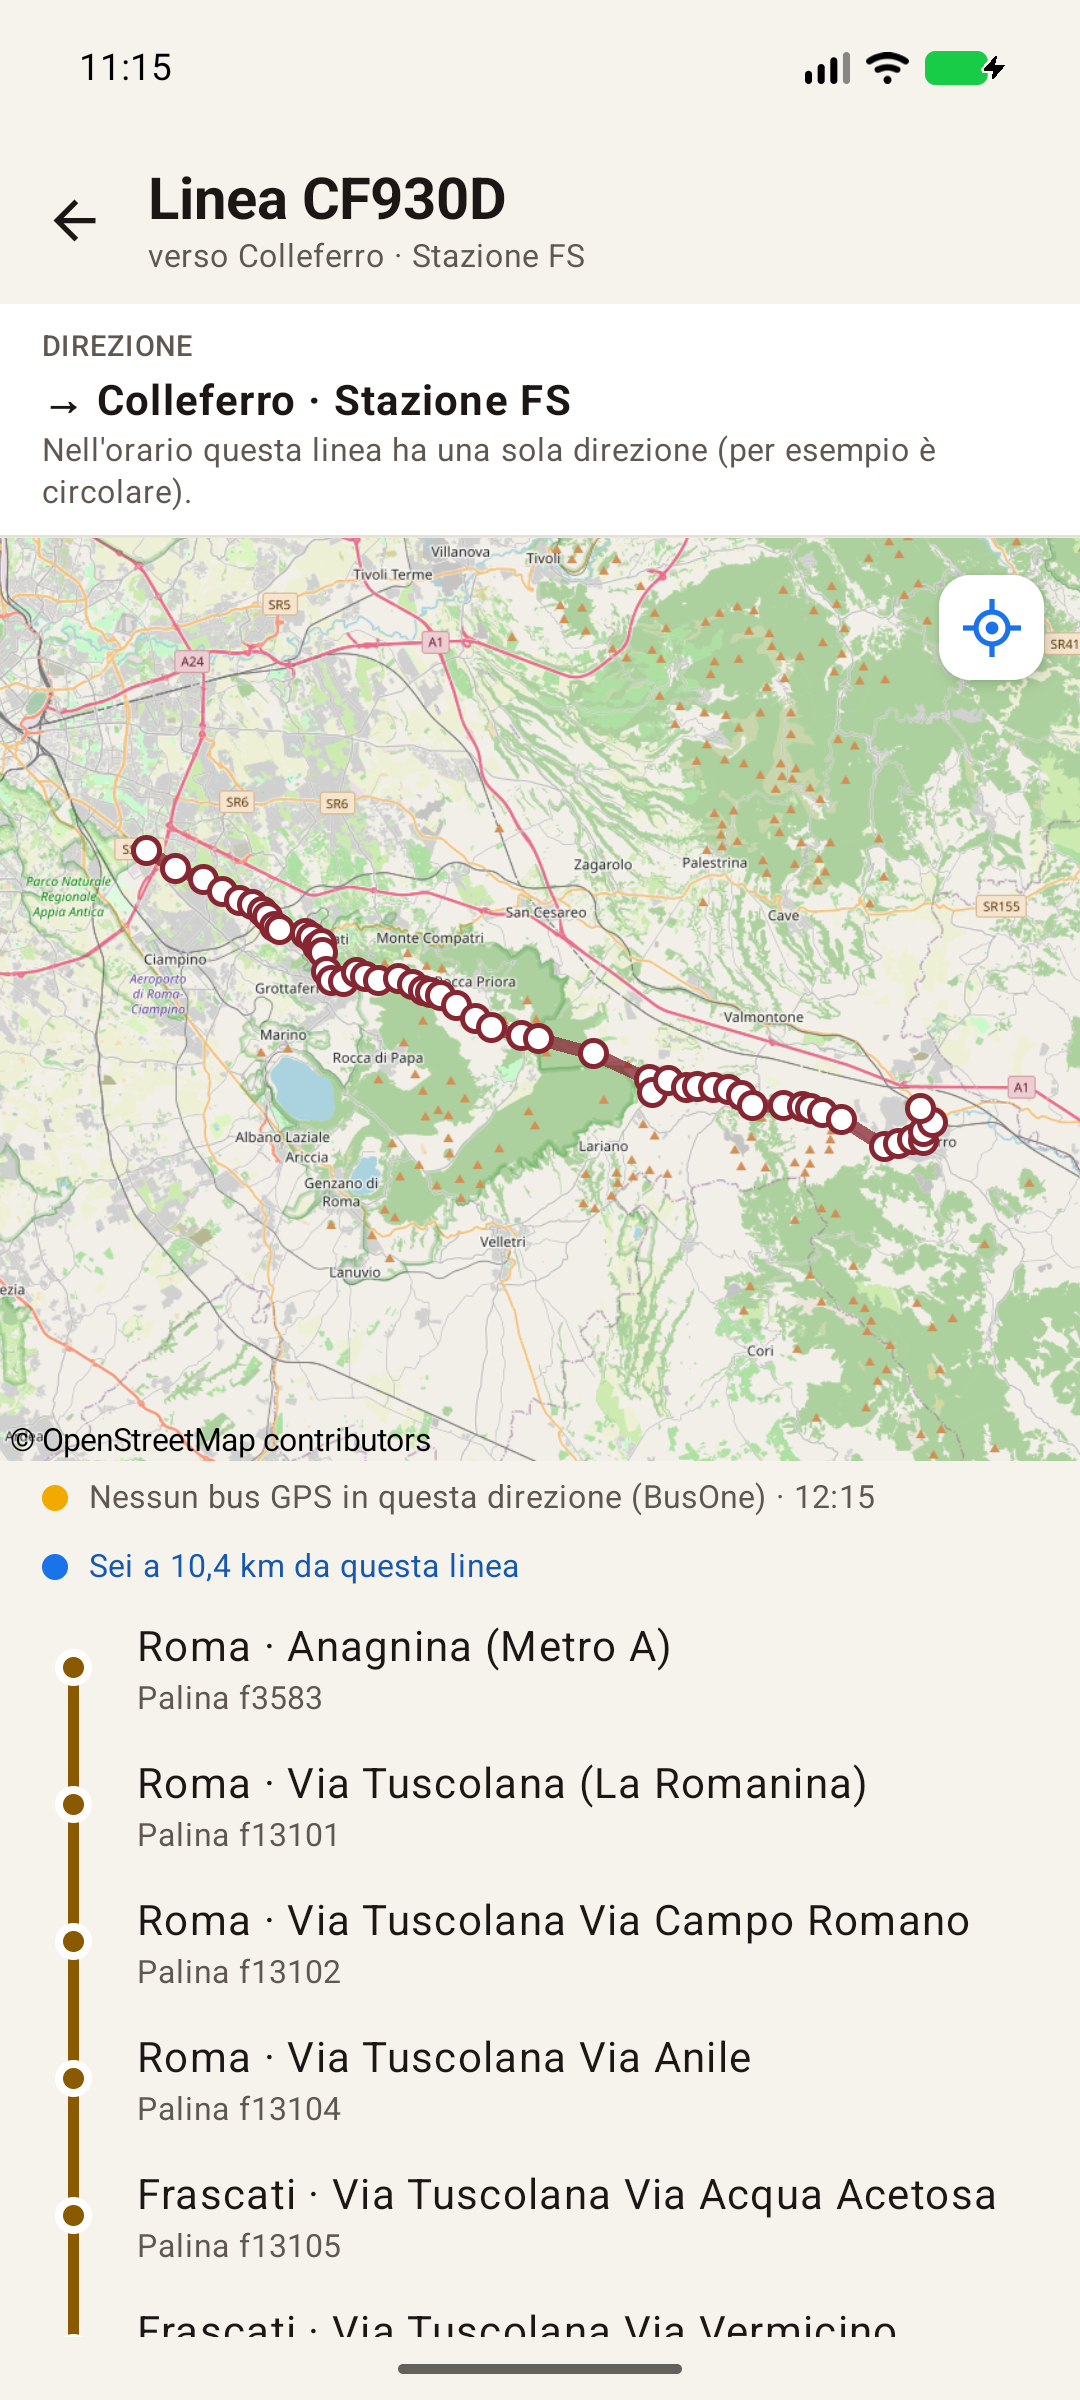 11:15
Linea CF930D
verso Colleferro · Stazione FS
DIREZIONE
→ Colleferro · Stazione FS
Nell'orario questa linea ha una sola direzione (per esempio è
circolare).
Villanova
Tivoli
Tivoli Terme
SR5
A1
SR41
A24
SR6
SR6
Zagarolo
Palestrina
Parco Naturale
Regionale
Appia Antica
San Cesareo
Cave
SR155
Monte Compatri
Ciampino
Aeroporto
di Roma-
Ciampino
Rocca Priora
Marino
Valmontone
Rocca di Papa
A1
Albano Laziale
Ariccia
Lariano
Genzano di
Roma
Velletri
Lanuvio
Cori
© OpenStreetMap contributors
Nessun bus GPS in questa direzione (BusOne) · 12:15
Sei a 10,4 km da questa linea
Roma · Anagnina (Metro A)
Palina f3583
Roma · Via Tuscolana (La Romanina)
Palina f13101
Roma · Via Tuscolana Via Campo Romano
Palina f13102
Roma · Via Tuscolana Via Anile
Palina f13104
Frascati · Via Tuscolana Via Acqua Acetosa
Palina f13105
Frascati · Via Tuscolana Via Vermicino